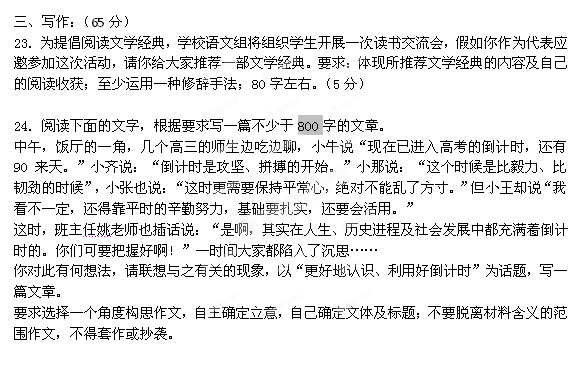 三、写作：（65 分）
23．为提倡阅读文学经典，学校语文组将组织学生开展一次读书交流会，假如你作为代表应
邀参加这次活动，请你给大家推荐一部文学经典。要求：体现所推荐文学经典的内容及自己
的阅读收获；至少运用一种修辞手法；80 字左右。（5 分）
24．阅读下面的文字，根据要求写一篇不少于 800 字的文章。
中午，饭厅的一角，几个高三的师生边吃边聊，小牛说“现在已进入高考的倒计时，还有
90 来天。”小齐说：“倒计时是攻坚、拼搏的开始。”小那说：“这个时候是比毅力、比
韧劲的时候”，小张也说：“这时更需要保持平常心，绝对不能乱了方寸。”但小王却说“我
看不一定，还得靠平时的辛勤努力，基础要扎实，还要会活用。”
这时，班主任姚老师也插话说：“是啊，其实在人生、历史进程及社会发展中都充满着倒计
时的。你们可要把握好啊！”一时间大家都陷入了沉思……
你对此有何想法，请联想与之有关的现象，以“更好地认识、利用好倒计时”为话题，写一
篇文章。
要求选择一个角度构思作文，自主确定立意，自己确定文体及标题；不要脱离材料含义的范
围作文，不得套作或抄袭。